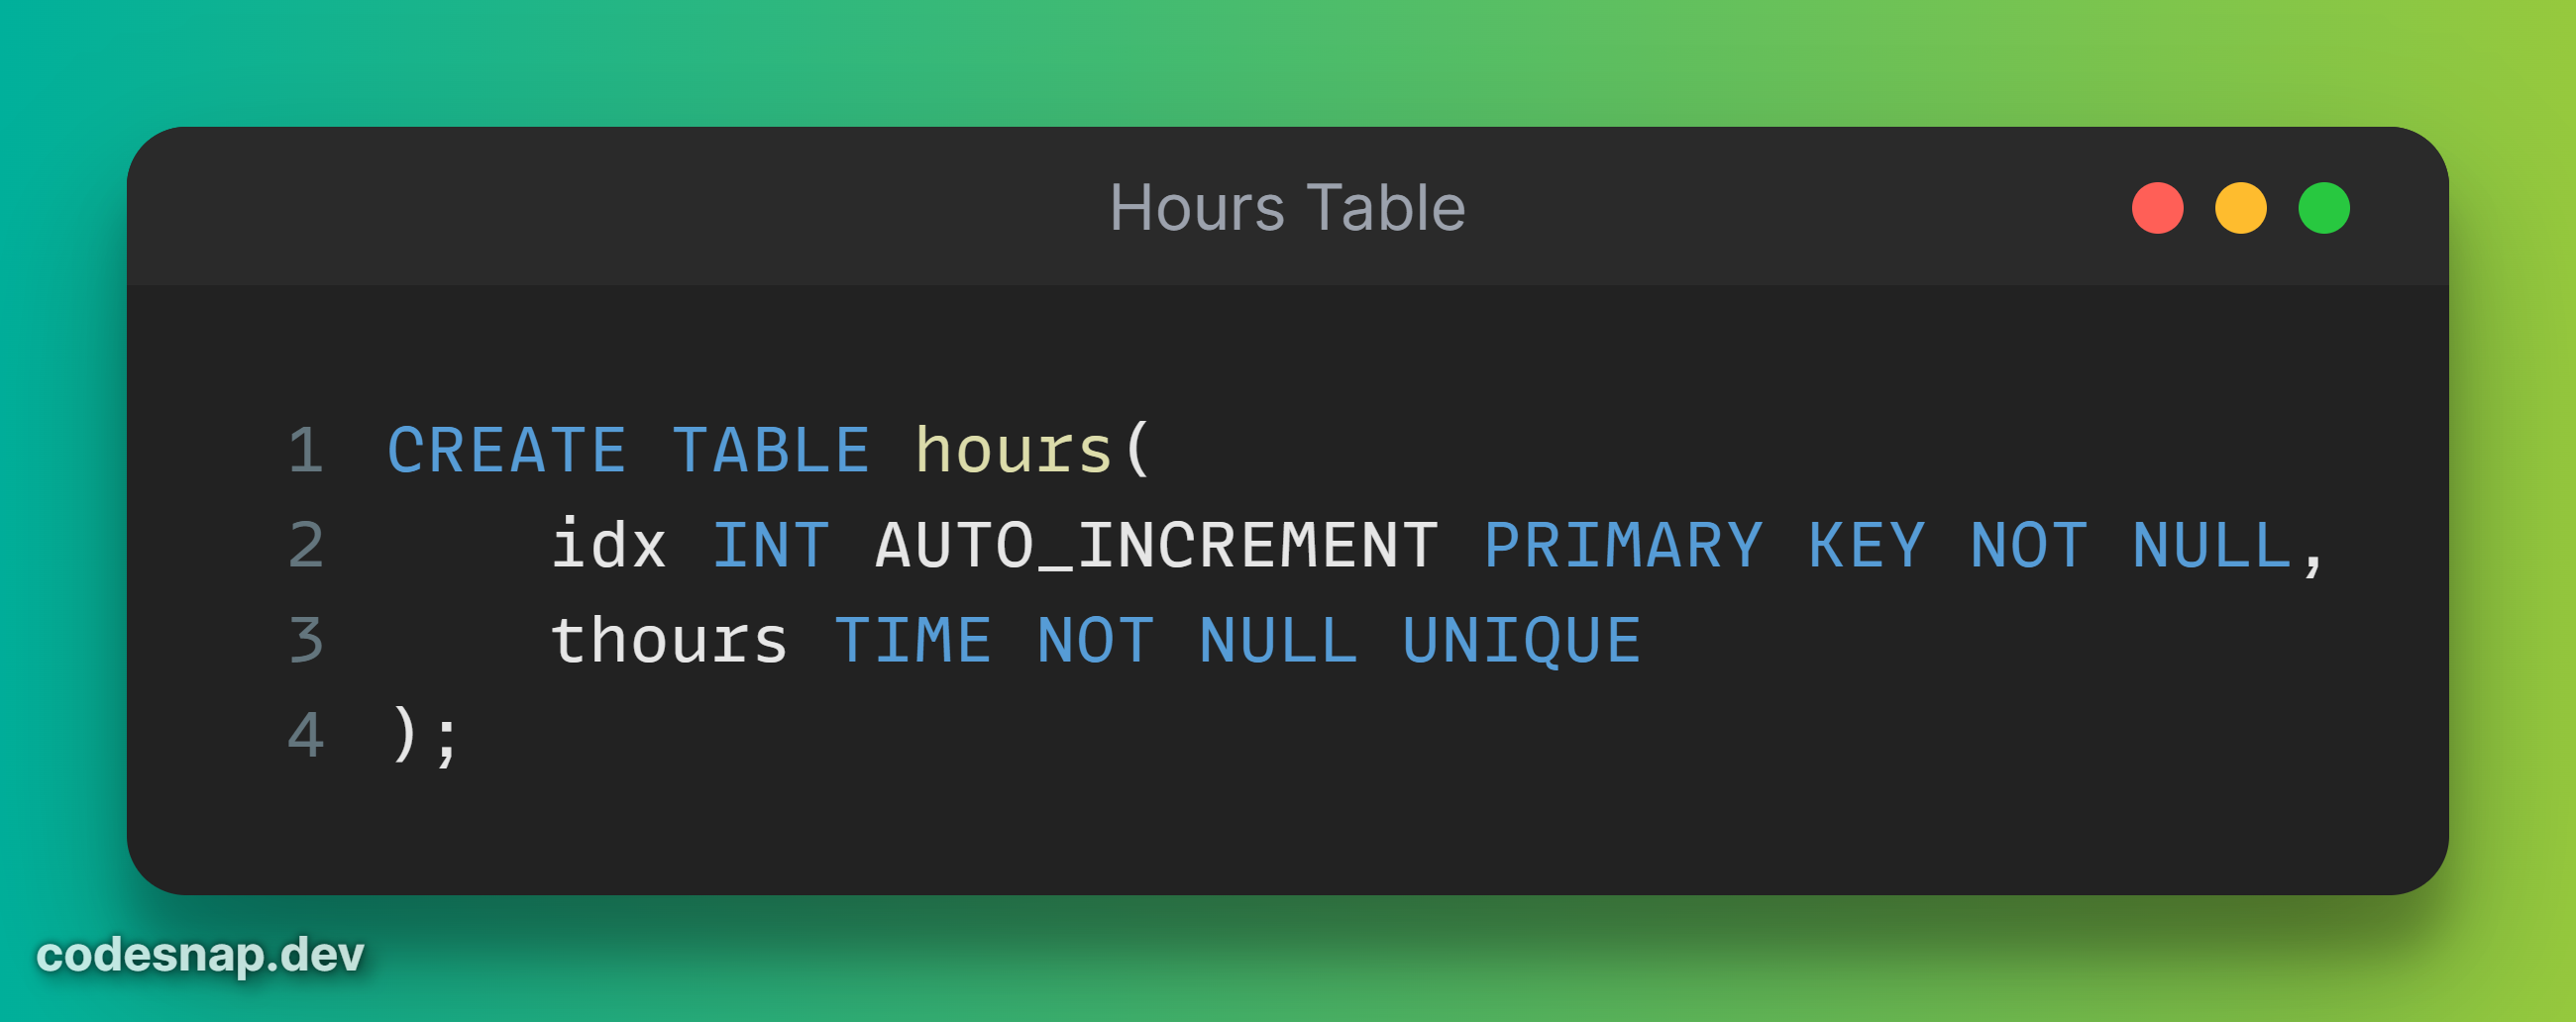 Hours Table
1 CREATE TABLE hours(
2     idx INT AUTO_INCREMENT PRIMARY KEY NOT NULL,
3     thours TIME NOT NULL UNIQUE
4 );
codesnap.dev